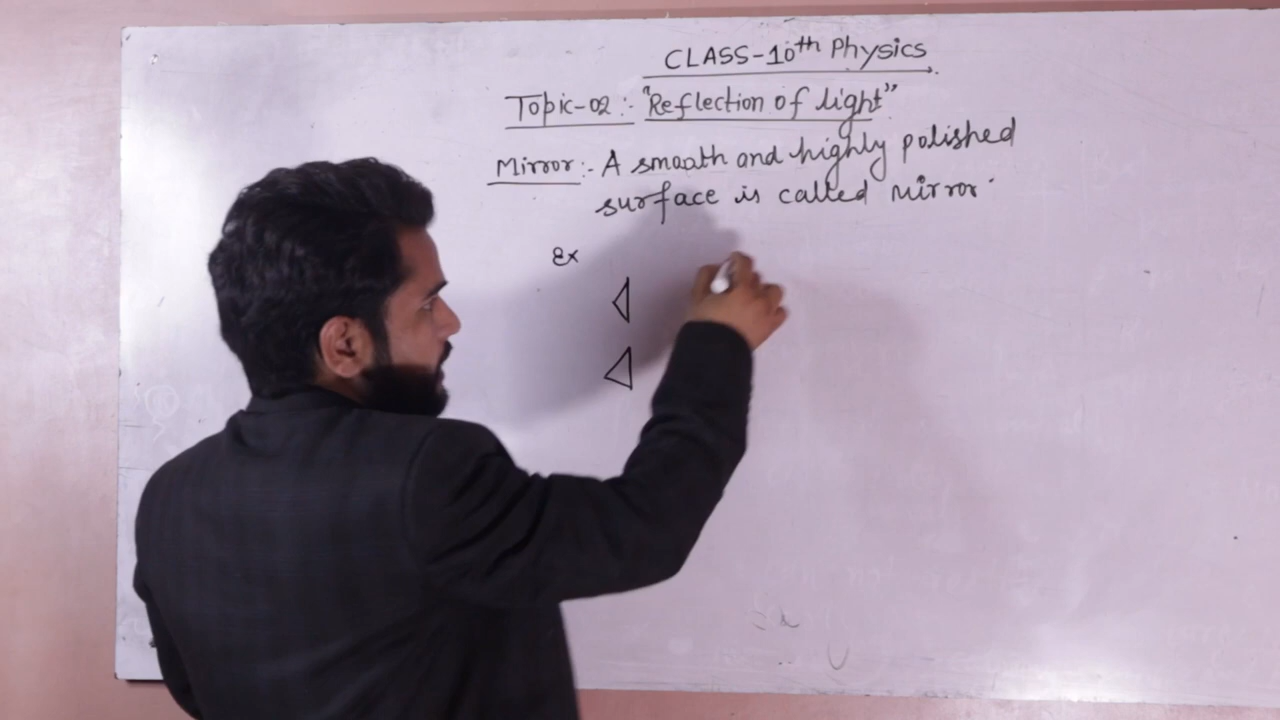 CLASS-10th Physics
Topic-02:- "Reflection of light"
Mirror:- A smooth and highly polished
surface is called mirror.
Ex